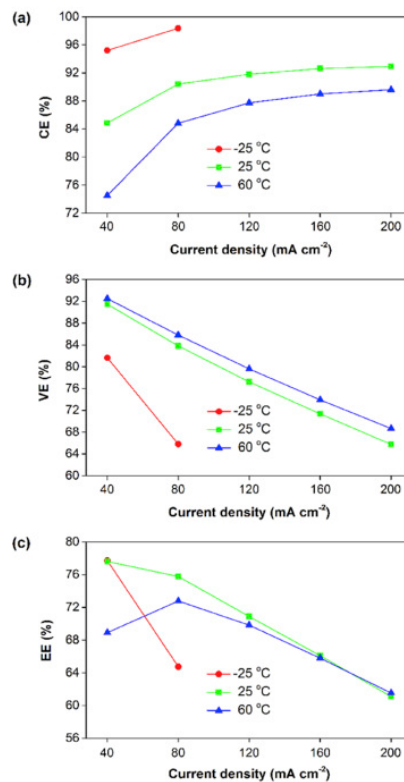 (a)
100
96
92
88
84
80
76
72
CE (%)
-25 °C
25 °C
60 °C
40 80 120 160 200
Current density (mA cm⁻²)
(b)
96
92
88
84
80
76
72
68
64
60
VE (%)
-25 °C
25 °C
60 °C
40 80 120 160 200
Current density (mA cm⁻²)
(c)
80
76
72
68
64
60
56
EE (%)
-25 °C
25 °C
60 °C
40 80 120 160 200
Current density (mA cm⁻²)